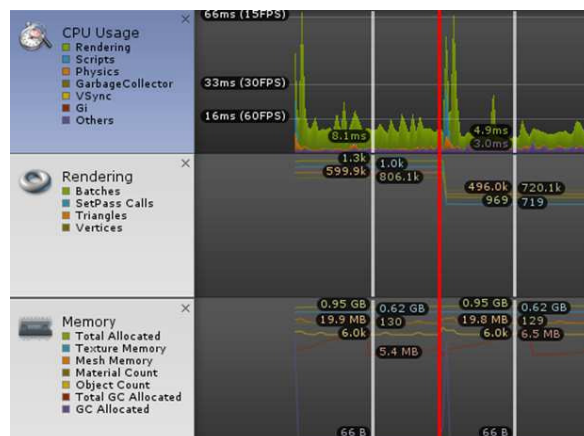 CPU Usage
Rendering
Scripts
Physics
GarbageCollector
VSync
Gi
Others
66ms (15FPS)
33ms (30FPS)
16ms (60FPS)
8.1ms
4.9ms
3.0ms
Rendering
Batches
SetPass Calls
Triangles
Vertices
1.3k
1.0k
599.9k
806.1k
496.0k
720.1k
969
719
Memory
Total Allocated
Texture Memory
Mesh Memory
Material Count
Object Count
Total GC Allocated
GC Allocated
0.95 GB
0.62 GB
0.95 GB
0.62 GB
19.9 MB
130
19.8 MB
129
6.0k
6.0k
6.5 MB
5.4 MB
66 B
66 B